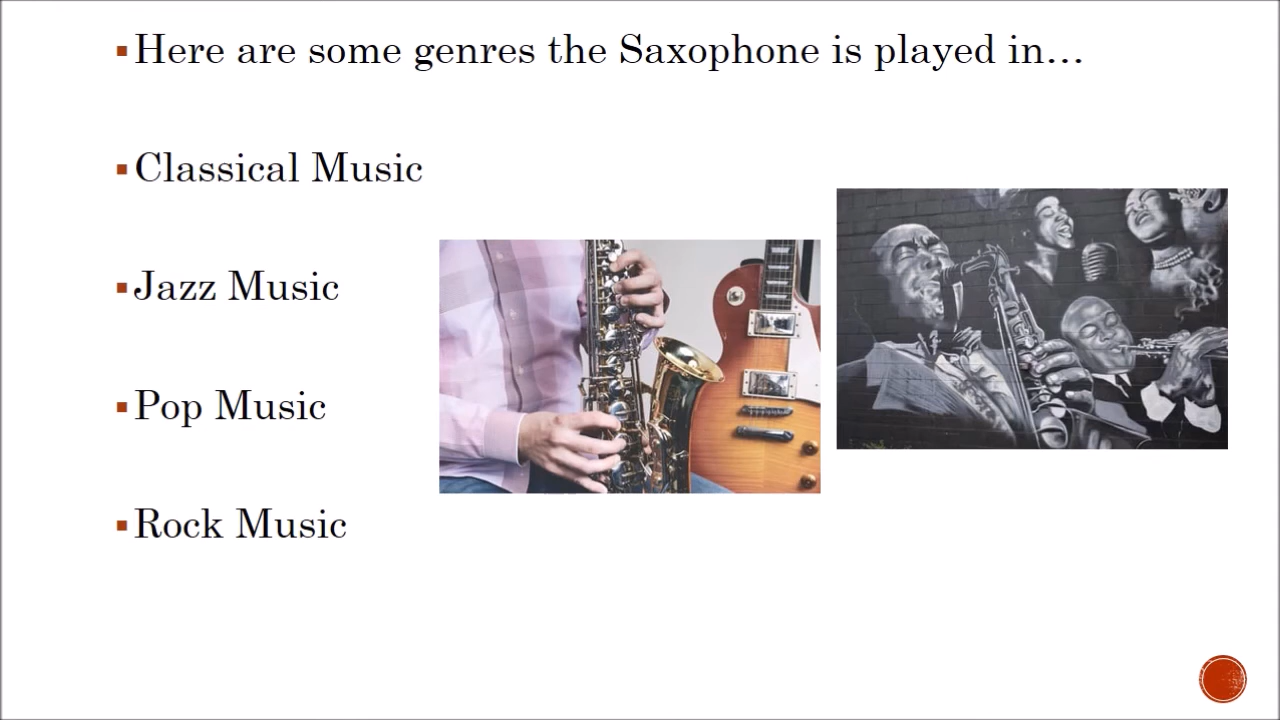 Here are some genres the Saxophone is played in…
Classical Music
Jazz Music
Pop Music
Rock Music